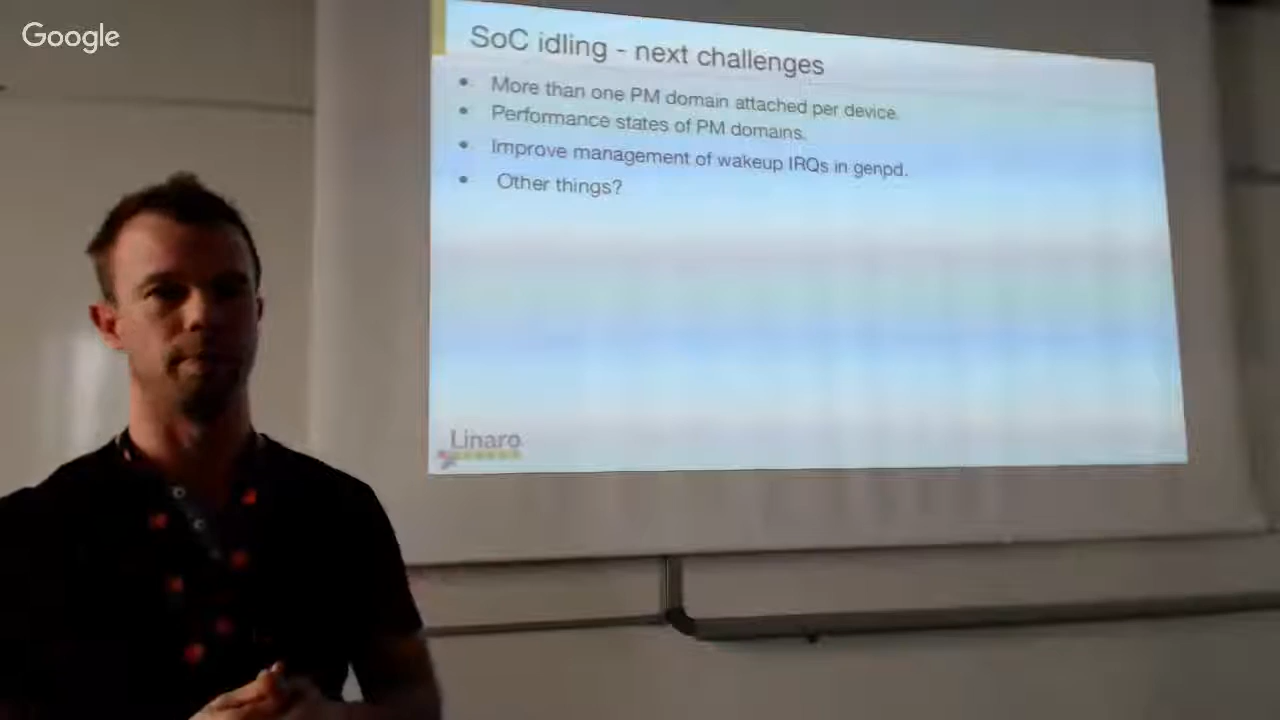 Google
SoC idling - next challenges
• More than one PM domain attached per device.
• Performance states of PM domains.
• Improve management of wakeup IRQs in genpd.
• Other things?
Linaro